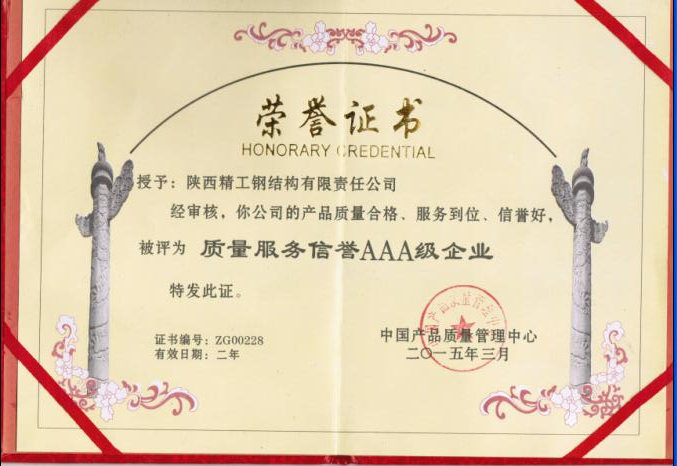 荣誉证书
HONORARY CREDENTIAL
授予：陕西精工钢结构有限责任公司
经审核，你公司的产品质量合格、服务到位、信誉好，
被评为 质量服务信誉AAA级企业
特发此证。
证书编号：ZG00228
有效日期：二年
中国产品质量管理中心
二〇一五年三月